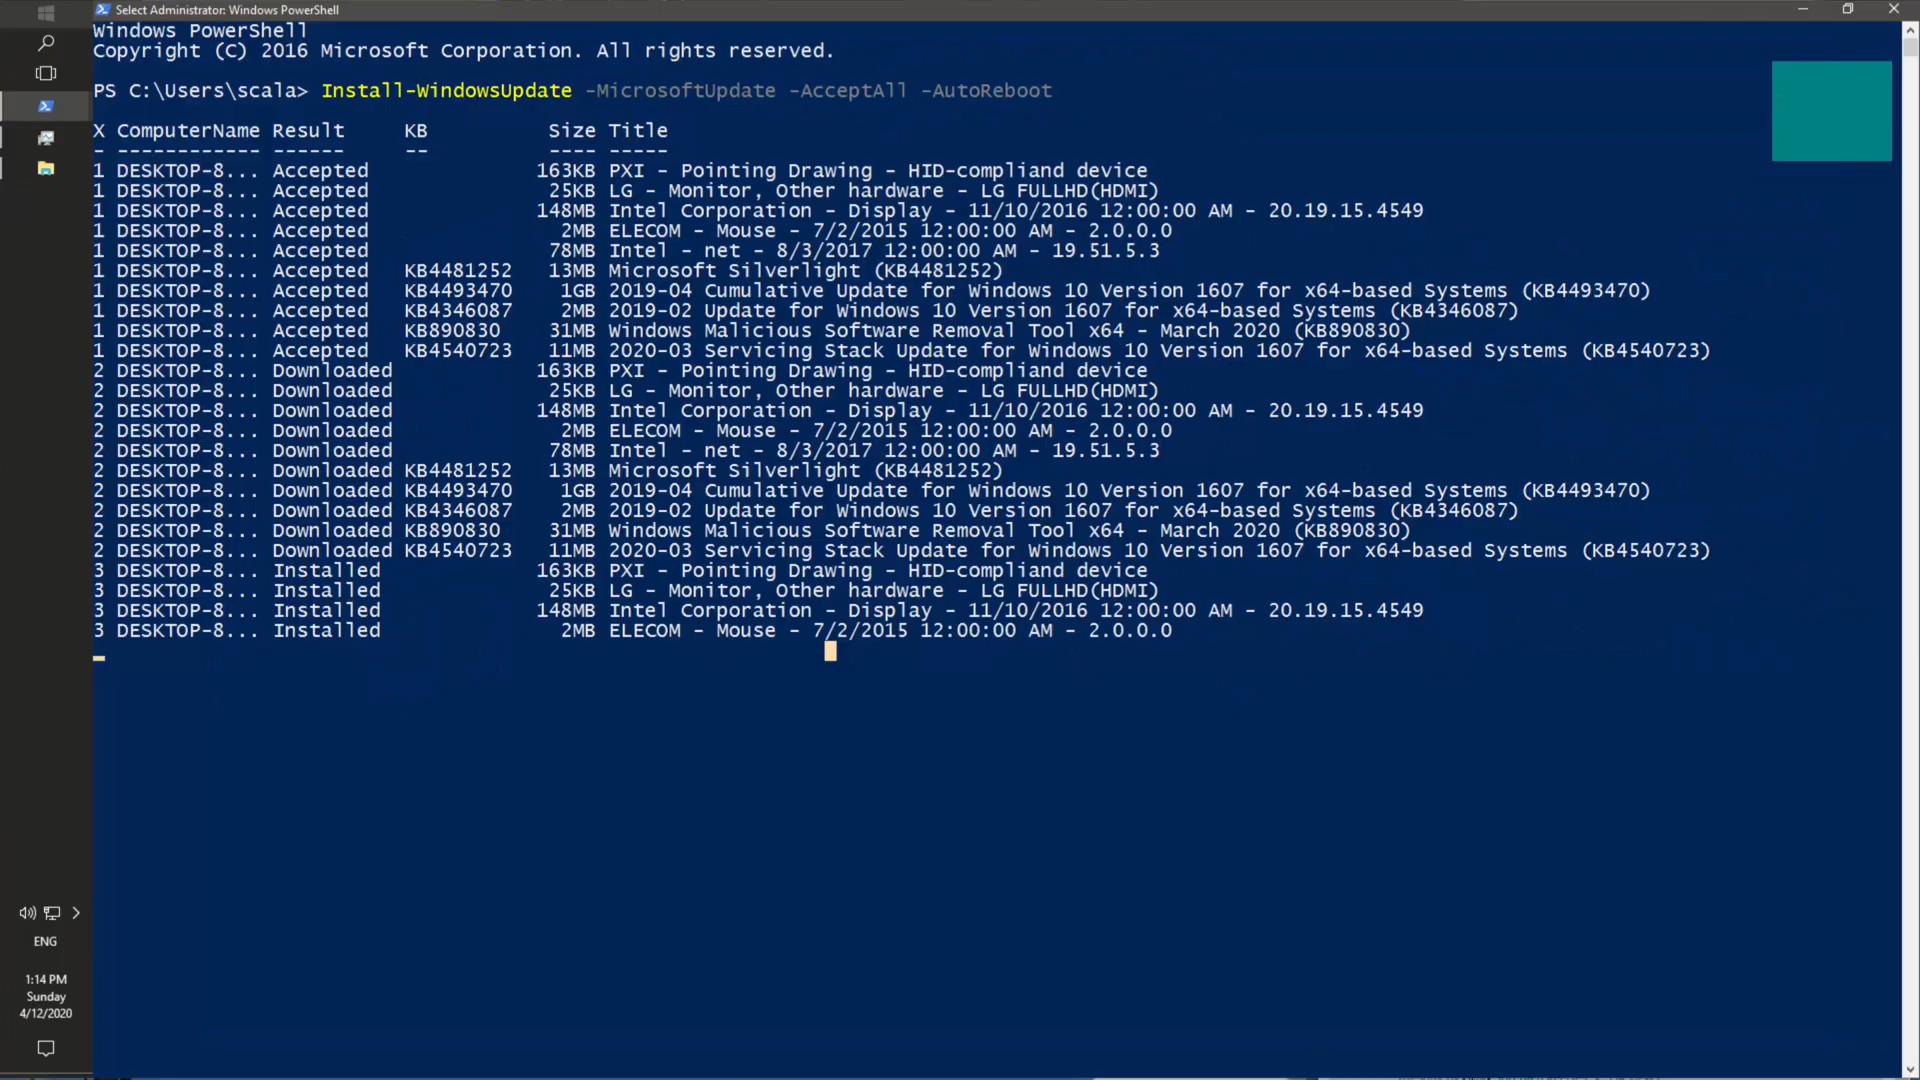 Select Administrator: Windows PowerShell
Windows PowerShell
Copyright (C) 2016 Microsoft Corporation. All rights reserved.
PS C:\Users\scala> Install-WindowsUpdate -MicrosoftUpdate -AcceptAll -AutoReboot
X ComputerName Result     KB          Size Title
- ------------ ------     --          ---- -----
1 DESKTOP-8... Accepted              163KB PXI - Pointing Drawing - HID-compliand device
1 DESKTOP-8... Accepted               25KB LG - Monitor, Other hardware - LG FULLHD(HDMI)
1 DESKTOP-8... Accepted              148MB Intel Corporation - Display - 11/10/2016 12:00:00 AM - 20.19.15.4549
1 DESKTOP-8... Accepted                2MB ELECOM - Mouse - 7/2/2015 12:00:00 AM - 2.0.0.0
1 DESKTOP-8... Accepted               78MB Intel - net - 8/3/2017 12:00:00 AM - 19.51.5.3
1 DESKTOP-8... Accepted   KB4481252   13MB Microsoft Silverlight (KB4481252)
1 DESKTOP-8... Accepted   KB4493470    1GB 2019-04 Cumulative Update for Windows 10 Version 1607 for x64-based Systems (KB4493470)
1 DESKTOP-8... Accepted   KB4346087    2MB 2019-02 Update for Windows 10 Version 1607 for x64-based Systems (KB4346087)
1 DESKTOP-8... Accepted   KB890830    31MB Windows Malicious Software Removal Tool x64 - March 2020 (KB890830)
1 DESKTOP-8... Accepted   KB4540723   11MB 2020-03 Servicing Stack Update for Windows 10 Version 1607 for x64-based Systems (KB4540723)
2 DESKTOP-8... Downloaded            163KB PXI - Pointing Drawing - HID-compliand device
2 DESKTOP-8... Downloaded             25KB LG - Monitor, Other hardware - LG FULLHD(HDMI)
2 DESKTOP-8... Downloaded            148MB Intel Corporation - Display - 11/10/2016 12:00:00 AM - 20.19.15.4549
2 DESKTOP-8... Downloaded              2MB ELECOM - Mouse - 7/2/2015 12:00:00 AM - 2.0.0.0
2 DESKTOP-8... Downloaded             78MB Intel - net - 8/3/2017 12:00:00 AM - 19.51.5.3
2 DESKTOP-8... Downloaded KB4481252   13MB Microsoft Silverlight (KB4481252)
2 DESKTOP-8... Downloaded KB4493470    1GB 2019-04 Cumulative Update for Windows 10 Version 1607 for x64-based Systems (KB4493470)
2 DESKTOP-8... Downloaded KB4346087    2MB 2019-02 Update for Windows 10 Version 1607 for x64-based Systems (KB4346087)
2 DESKTOP-8... Downloaded KB890830    31MB Windows Malicious Software Removal Tool x64 - March 2020 (KB890830)
2 DESKTOP-8... Downloaded KB4540723   11MB 2020-03 Servicing Stack Update for Windows 10 Version 1607 for x64-based Systems (KB4540723)
3 DESKTOP-8... Installed             163KB PXI - Pointing Drawing - HID-compliand device
3 DESKTOP-8... Installed              25KB LG - Monitor, Other hardware - LG FULLHD(HDMI)
3 DESKTOP-8... Installed             148MB Intel Corporation - Display - 11/10/2016 12:00:00 AM - 20.19.15.4549
3 DESKTOP-8... Installed               2MB ELECOM - Mouse - 7/2/2015 12:00:00 AM - 2.0.0.0
ENG
1:14 PM
Sunday
4/12/2020